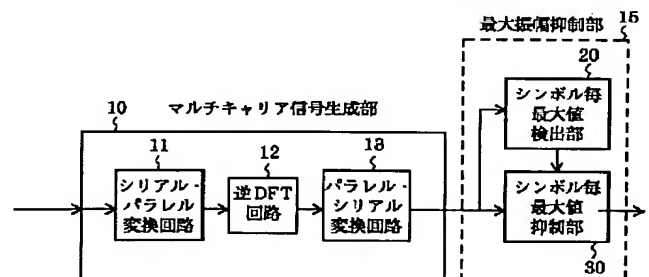 最大振幅抑制部
15
20
シンボル毎
最大値
検出部
10
マルチキャリア信号生成部
11
シリアル・
パラレル
変換回路
12
逆DFT
回路
13
パラレル・
シリアル
変換回路
シンボル毎
最大値
抑制部
30